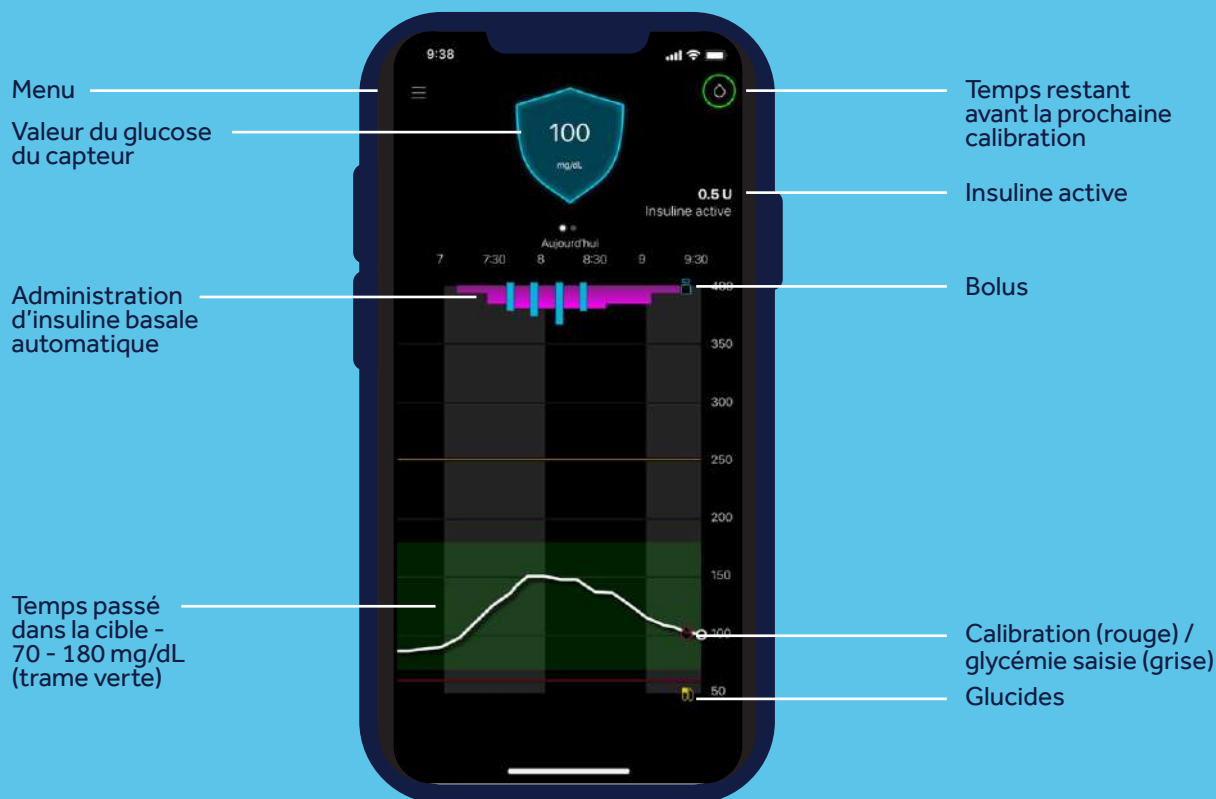 Menu
Valeur du glucose
du capteur
Administration
d'insuline basale
automatique
Temps passé
dans la cible -
70 - 180 mg/dL
(trame verte)
9:38
100
mg/dL
0.5 U
Insuline active
Aujourd'hui
7 7:30 8 8:30 9 9:30
400
350
300
250
200
150
100
50
Temps restant
avant la prochaine
calibration
Insuline active
Bolus
Calibration (rouge) /
glycémie saisie (grise)
Glucides